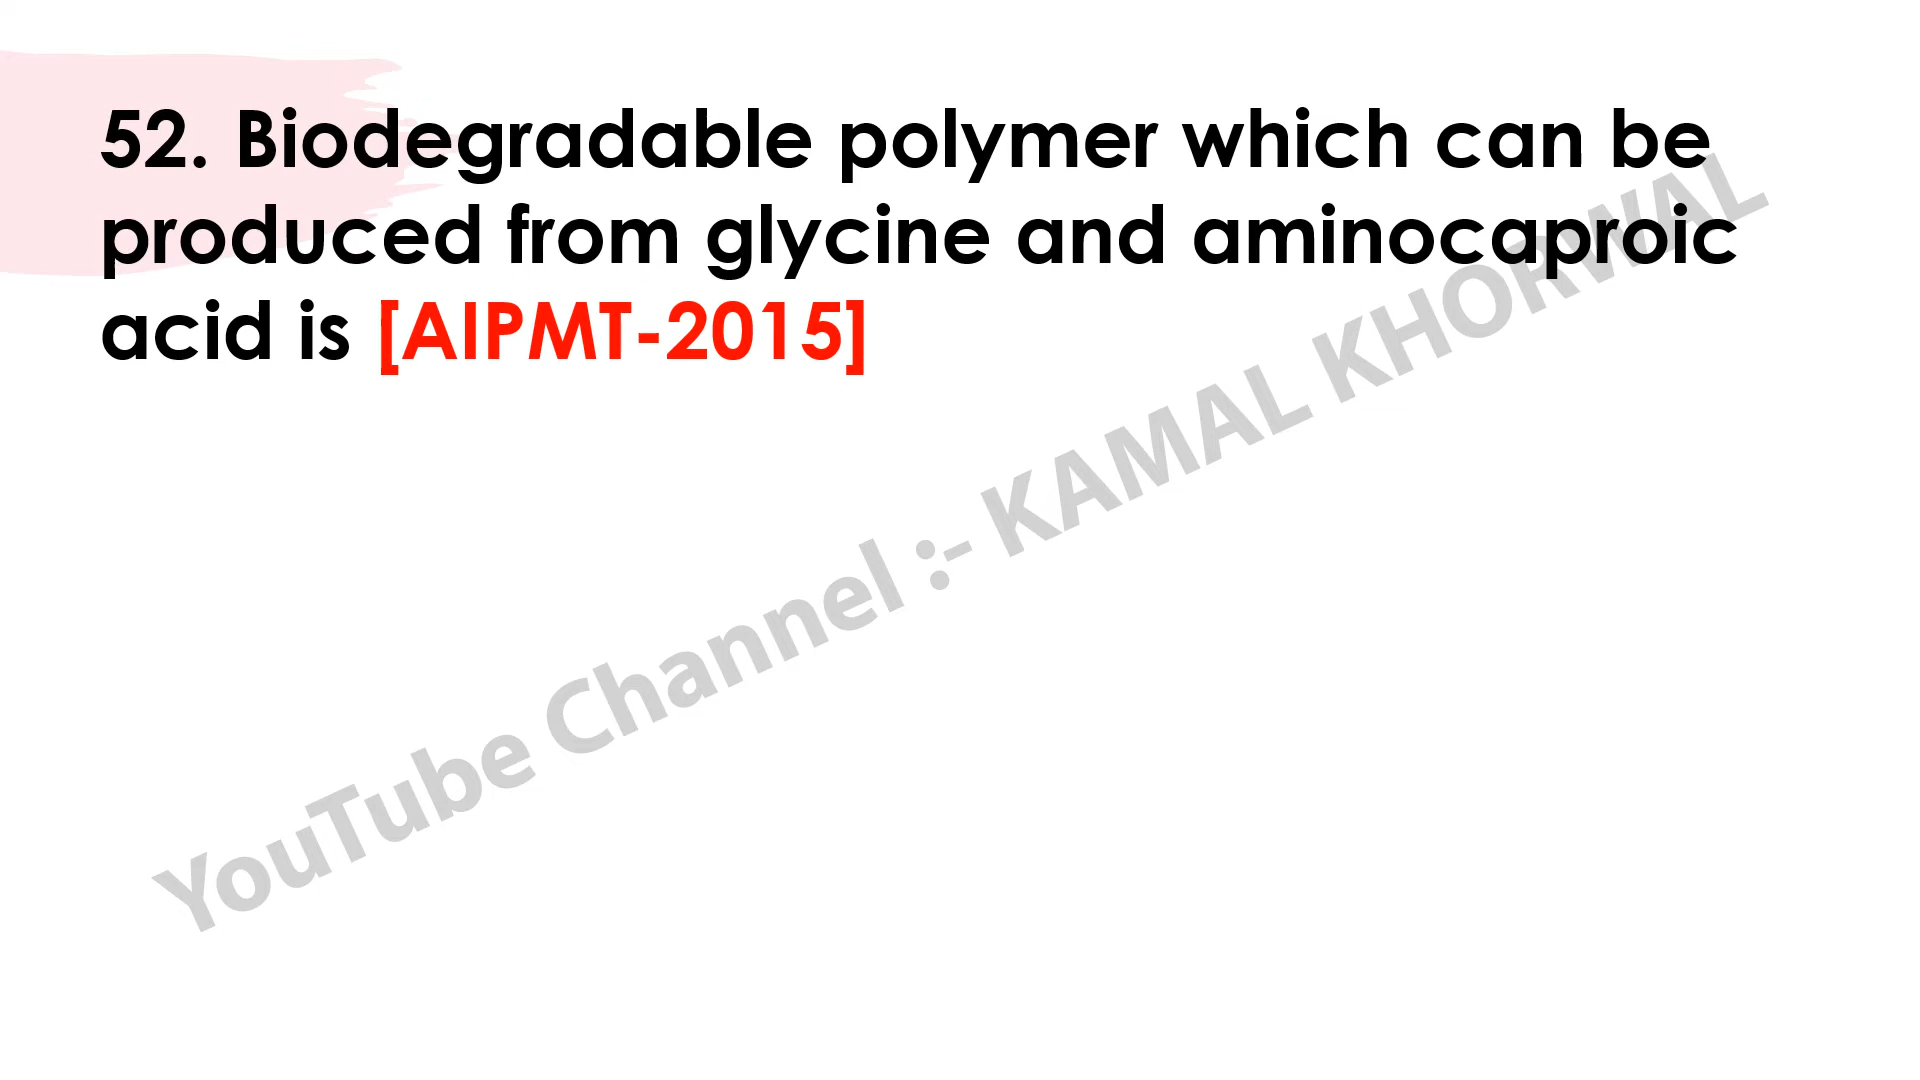 52. Biodegradable polymer which can be
produced from glycine and aminocaproic
acid is [AIPMT-2015]
YouTube Channel :- KAMAL KHORWAL